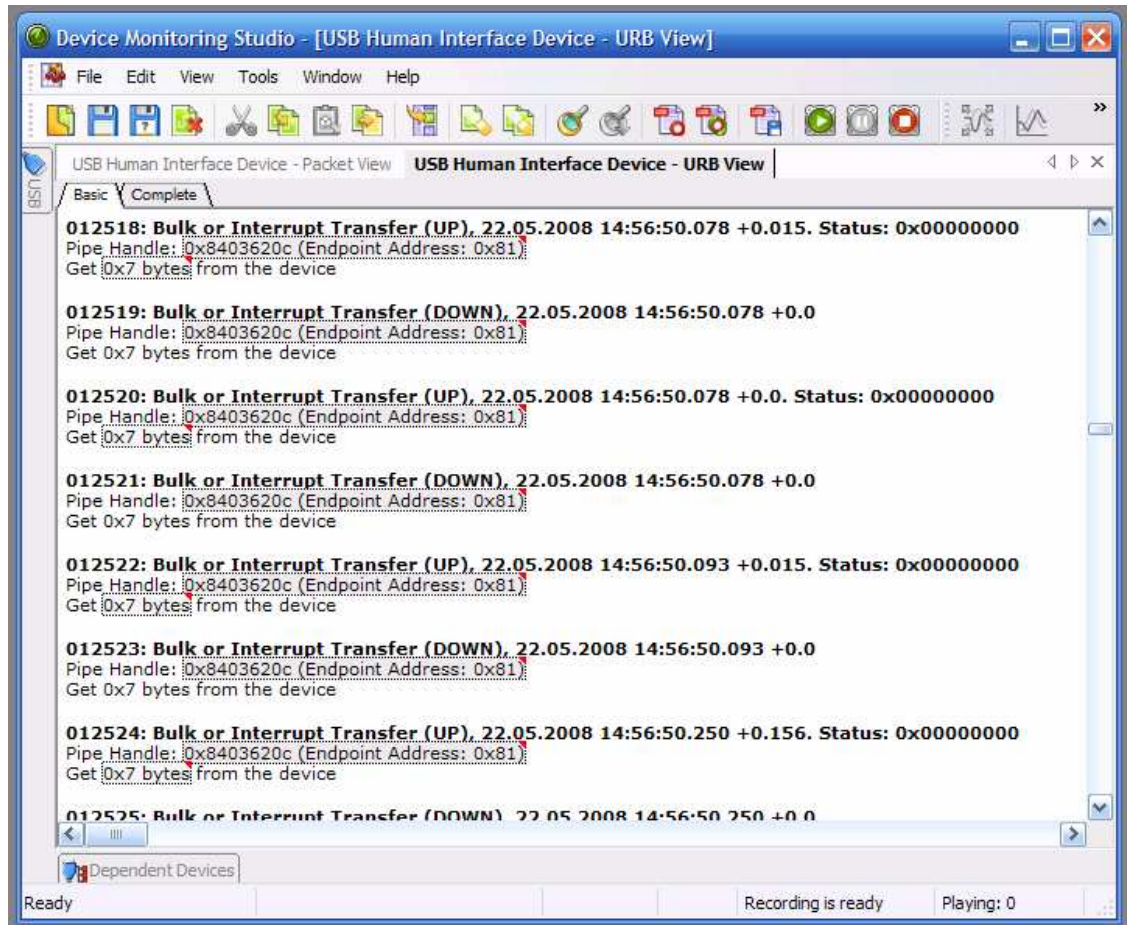 Device Monitoring Studio - [USB Human Interface Device - URB View]
File Edit View Tools Window Help
USB Human Interface Device - Packet View USB Human Interface Device - URB View
USB
Basic Complete
012518: Bulk or Interrupt Transfer (UP), 22.05.2008 14:56:50.078 +0.015. Status: 0x00000000
Pipe Handle: 0x8403620c (Endpoint Address: 0x81)
Get 0x7 bytes from the device
012519: Bulk or Interrupt Transfer (DOWN), 22.05.2008 14:56:50.078 +0.0
Pipe Handle: 0x8403620c (Endpoint Address: 0x81)
Get 0x7 bytes from the device
012520: Bulk or Interrupt Transfer (UP), 22.05.2008 14:56:50.078 +0.0. Status: 0x00000000
Pipe Handle: 0x8403620c (Endpoint Address: 0x81)
Get 0x7 bytes from the device
012521: Bulk or Interrupt Transfer (DOWN), 22.05.2008 14:56:50.078 +0.0
Pipe Handle: 0x8403620c (Endpoint Address: 0x81)
Get 0x7 bytes from the device
012522: Bulk or Interrupt Transfer (UP), 22.05.2008 14:56:50.093 +0.015. Status: 0x00000000
Pipe Handle: 0x8403620c (Endpoint Address: 0x81)
Get 0x7 bytes from the device
012523: Bulk or Interrupt Transfer (DOWN), 22.05.2008 14:56:50.093 +0.0
Pipe Handle: 0x8403620c (Endpoint Address: 0x81)
Get 0x7 bytes from the device
012524: Bulk or Interrupt Transfer (UP), 22.05.2008 14:56:50.250 +0.156. Status: 0x00000000
Pipe Handle: 0x8403620c (Endpoint Address: 0x81)
Get 0x7 bytes from the device
012525: Bulk or Interrupt Transfer (DOWN), 22.05.2008 14:56:50.250 +0.0
Dependent Devices
Ready Recording is ready Playing: 0